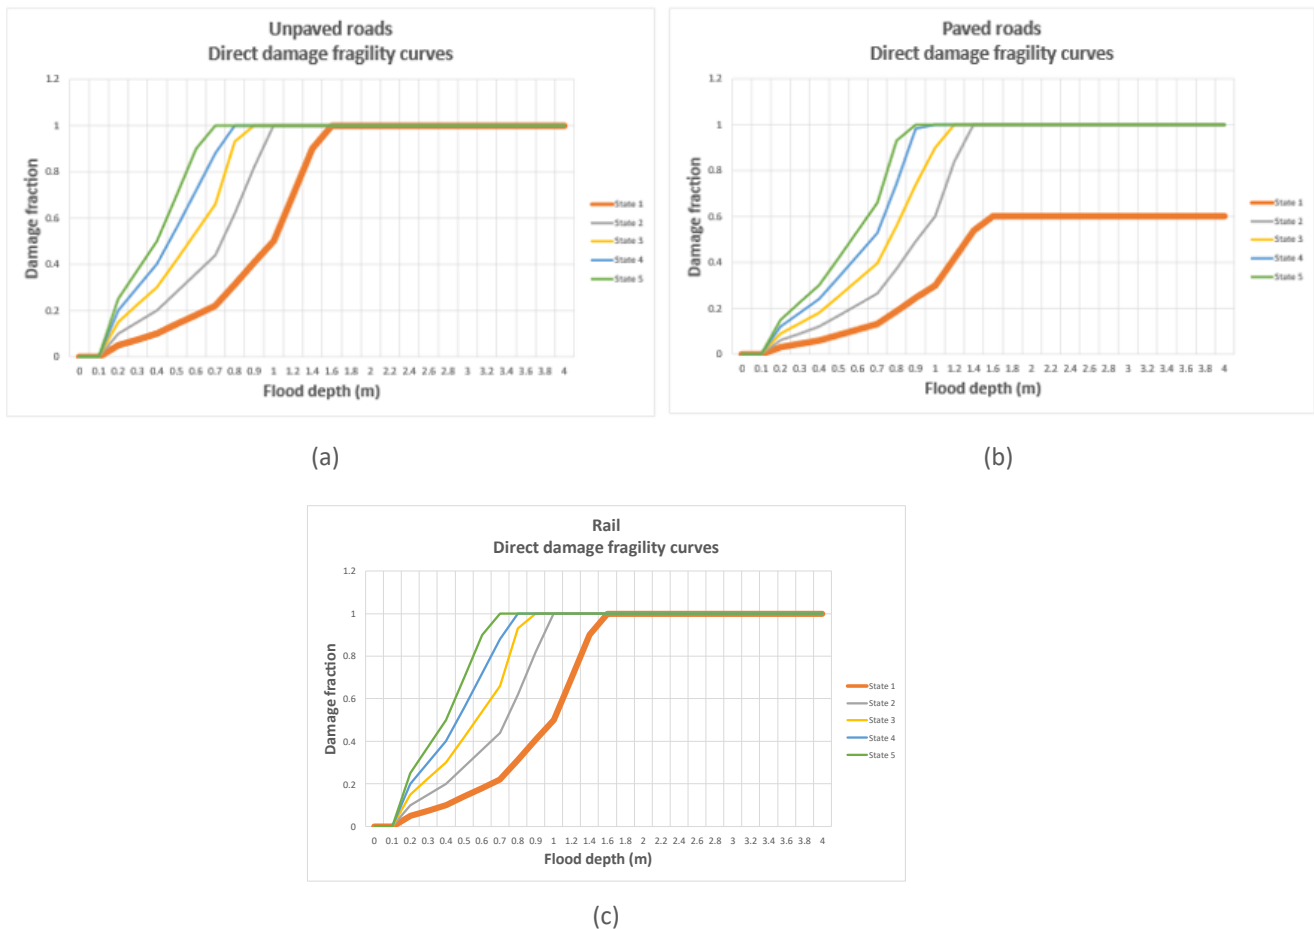 Unpaved roads
Direct damage fragility curves
1.2
1
0.8
0.6
0.4
0.2
0
Damage fraction
0 0.1 0.2 0.3 0.4 0.5 0.6 0.7 0.8 0.9 1 1.2 1.4 1.6 1.8 2 2.2 2.4 2.6 2.8 3 3.2 3.4 3.6 3.8 4
Flood depth (m)
State 1
State 2
State 3
State 4
State 5
(a)
Paved roads
Direct damage fragility curves
1.2
1
0.8
0.6
0.4
0.2
0
Damage fraction
0 0.1 0.2 0.3 0.4 0.5 0.6 0.7 0.8 0.9 1 1.2 1.4 1.6 1.8 2 2.2 2.4 2.6 2.8 3 3.2 3.4 3.6 3.8 4
Flood depth (m)
State 1
State 2
State 3
State 4
State 5
(b)
Rail
Direct damage fragility curves
1.2
1
0.8
0.6
0.4
0.2
0
Damage fraction
0 0.1 0.2 0.3 0.4 0.5 0.6 0.7 0.8 0.9 1 1.2 1.4 1.6 1.8 2 2.2 2.4 2.6 2.8 3 3.2 3.4 3.6 3.8 4
Flood depth (m)
State 1
State 2
State 3
State 4
State 5
(c)